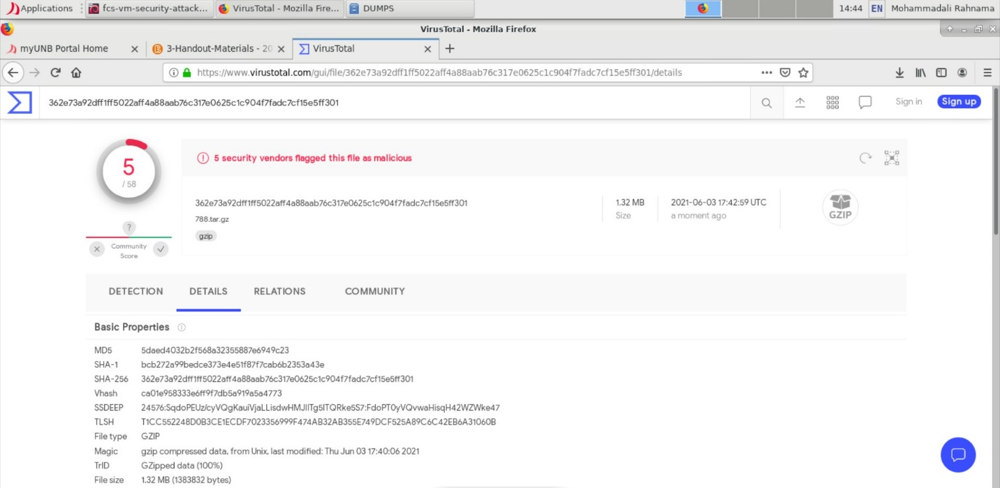 Applications fcs-vm-security-attack... VirusTotal - Mozilla Fire... DUMPS 14:44 EN Mohammadali Rahnama
VirusTotal - Mozilla Firefox
myUNB Portal Home 3-Handout-Materials - 20 VirusTotal
https://www.virustotal.com/gui/file/362e73a92dff1ff5022aff4a88aab76c317e0625c1c904f7fadc7cf15e5ff301/details
362e73a92dff1ff5022aff4a88aab76c317e0625c1c904f7fadc7cf15e5ff301 Sign in Sign up
5
/ 58
5 security vendors flagged this file as malicious
362e73a92dff1ff5022aff4a88aab76c317e0625c1c904f7fadc7cf15e5ff301
788.tar.gz
gzip
1.32 MB
Size
2021-06-03 17:42:59 UTC
a moment ago
GZIP
?
Community
Score
DETECTION DETAILS RELATIONS COMMUNITY
Basic Properties
MD5 5daed4032b2f568a32355887e6949c23
SHA-1 bcb272a99bedce373e4e51f87f7cab6b2353a43e
SHA-256 362e73a92dff1ff5022aff4a88aab76c317e0625c1c904f7fadc7cf15e5ff301
Vhash ca01e958333e6ff9f7db5a919a5a4773
SSDEEP 24576:SqdoPEUz/cyVQgKauiVjaLLisdwHMJIlTg5ITQRke5S7:FdoPT0yVQvwaHisqH42WZWke47
TLSH T1CC552248D0B3CE1ECDF7023356999F474AB32AB355E749DCF525A89C6C42EB6A31060B
File type GZIP
Magic gzip compressed data, from Unix, last modified: Thu Jun 03 17:40:06 2021
TrID GZipped data (100%)
File size 1.32 MB (1383832 bytes)